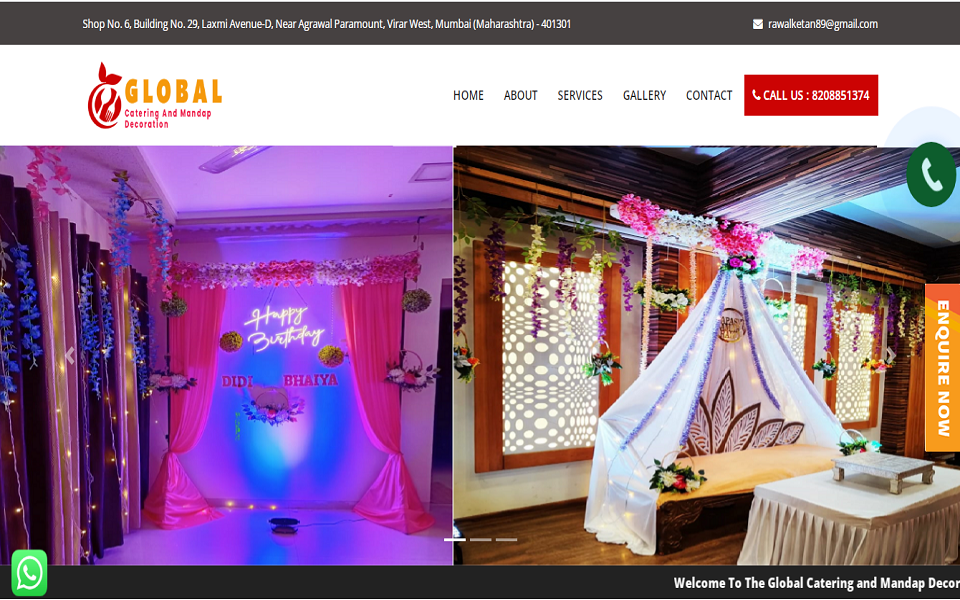 Shop No. 6, Building No. 29, Laxmi Avenue-D, Near Agrawal Paramount, Virar West, Mumbai (Maharashtra) - 401301
rawalketan89@gmail.com
GLOBAL
Catering And Mandap
Decoration
HOME ABOUT SERVICES GALLERY CONTACT CALL US : 8208851374
Happy
Birthday
DIDI BHAIYA
ENQUIRE NOW
Welcome To The Global Catering and Mandap Decor